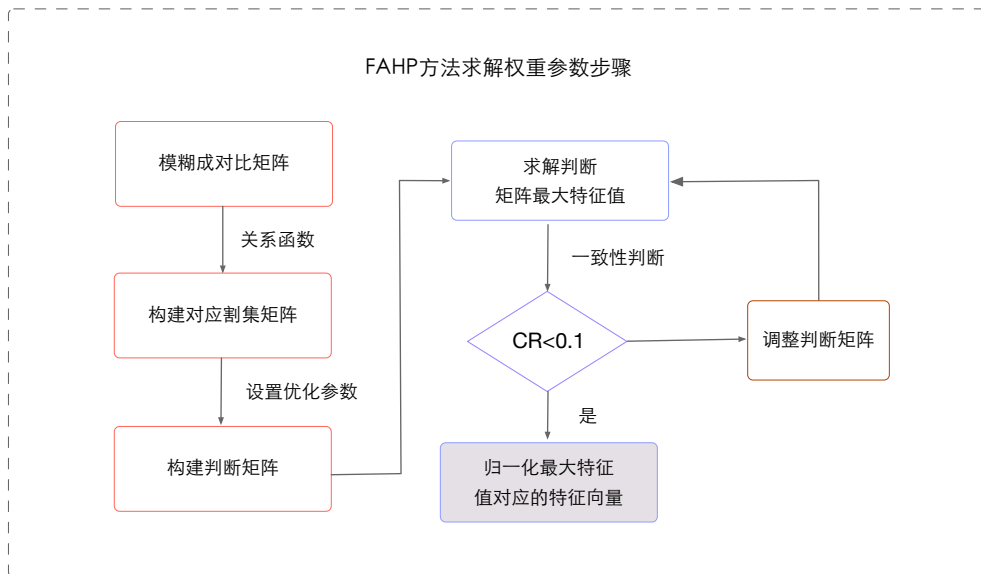 FAHP方法求解权重参数步骤
模糊成对比矩阵
关系函数
构建对应割集矩阵
设置优化参数
构建判断矩阵
求解判断
矩阵最大特征值
一致性判断
CR<0.1
调整判断矩阵
是
归一化最大特征
值对应的特征向量